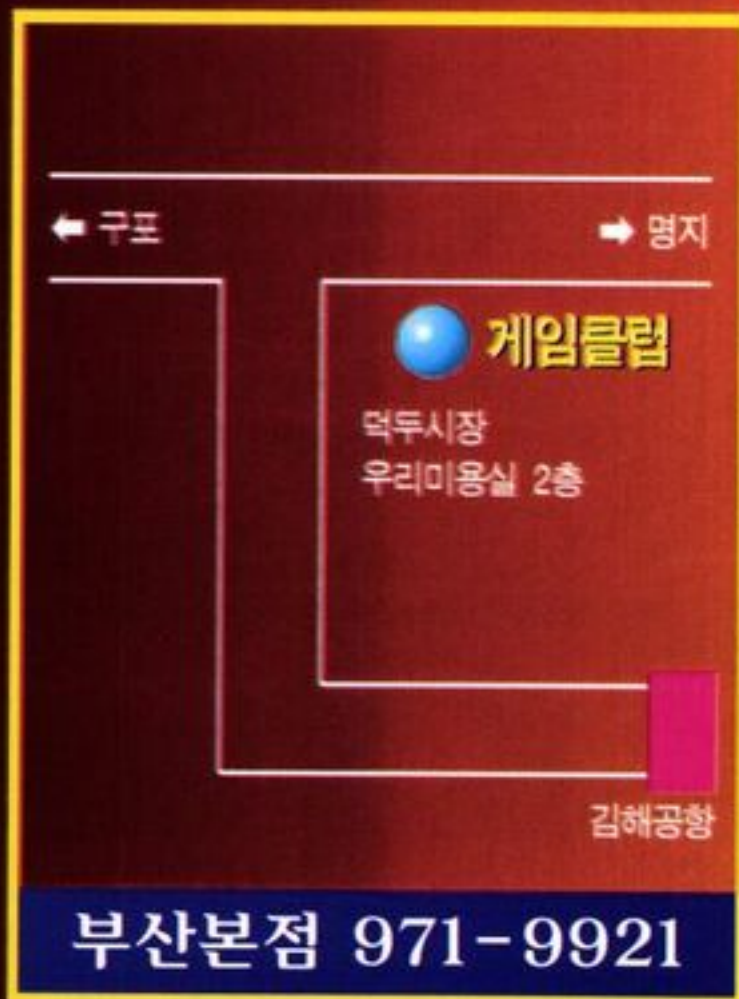 ← 구포
→ 명지
게임클럽
덕두시장
우리미용실 2층
김해공항
부산본점 971-9921